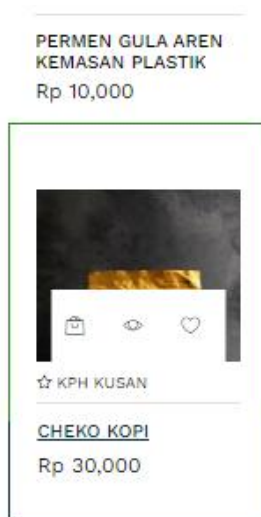 PERMEN GULA AREN
KEMASAN PLASTIK
Rp 10,000
KPH KUSAN
CHEKO KOPI
Rp 30,000